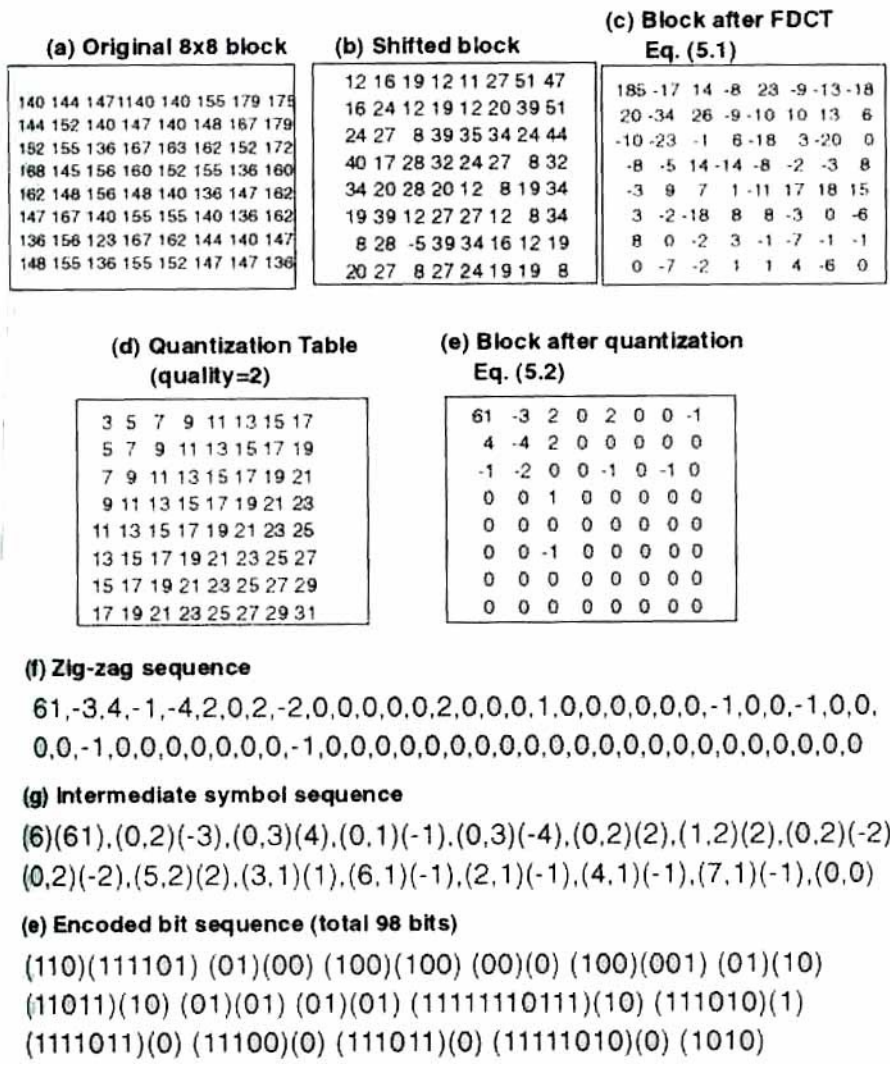 (a) Original 8x8 block
140 144 1471140 140 155 179 175
144 152 140 147 140 148 167 179
152 155 136 167 163 162 152 172
168 145 156 160 152 155 136 160
162 148 156 148 140 136 147 162
147 167 140 155 155 140 136 162
136 156 123 167 162 144 140 147
148 155 136 155 152 147 147 136
(b) Shifted block
12 16 19 12 11 27 51 47
16 24 12 19 12 20 39 51
24 27 8 39 35 34 24 44
40 17 28 32 24 27 8 32
34 20 28 20 12 8 19 34
19 39 12 27 27 12 8 34
8 28 -5 39 34 16 12 19
20 27 8 27 24 19 19 8
(c) Block after FDCT
Eq. (5.1)
185 -17 14 -8 23 -9 -13 -18
20 -34 26 -9 -10 10 13 6
-10 -23 -1 6 -18 3 -20 0
-8 -5 14 -14 -8 -2 -3 8
-3 9 7 1 -11 17 18 15
3 -2 -18 8 8 -3 0 -6
8 0 -2 3 -1 -7 -1 -1
0 -7 -2 1 1 4 -6 0
(d) Quantization Table
(quality=2)
3 5 7 9 11 13 15 17
5 7 9 11 13 15 17 19
7 9 11 13 15 17 19 21
9 11 13 15 17 19 21 23
11 13 15 17 19 21 23 25
13 15 17 19 21 23 25 27
15 17 19 21 23 25 27 29
17 19 21 23 25 27 29 31
(e) Block after quantization
Eq. (5.2)
61 -3 2 0 2 0 0 -1
4 -4 2 0 0 0 0 0
-1 -2 0 0 -1 0 -1 0
0 0 1 0 0 0 0 0
0 0 0 0 0 0 0 0
0 0 -1 0 0 0 0 0
0 0 0 0 0 0 0 0
0 0 0 0 0 0 0 0
(f) Zig-zag sequence
61,-3,4,-1,-4,2,0,2,-2,0,0,0,0,0,2,0,0,0,1,0,0,0,0,0,0,-1,0,0,-1,0,0,
0,0,-1,0,0,0,0,0,0,0,-1,0,0,0,0,0,0,0,0,0,0,0,0,0,0,0,0,0,0,0,0,0,0
(g) Intermediate symbol sequence
(6)(61),(0,2)(-3),(0,3)(4),(0,1)(-1),(0,3)(-4),(0,2)(2),(1,2)(2),(0,2)(-2)
(0,2)(-2),(5,2)(2),(3,1)(1),(6,1)(-1),(2,1)(-1),(4,1)(-1),(7,1)(-1),(0,0)
(e) Encoded bit sequence (total 98 bits)
(110)(111101) (01)(00) (100)(100) (00)(0) (100)(001) (01)(10)
(11011)(10) (01)(01) (01)(01) (11111110111)(10) (111010)(1)
(1111011)(0) (11100)(0) (111011)(0) (11111010)(0) (1010)